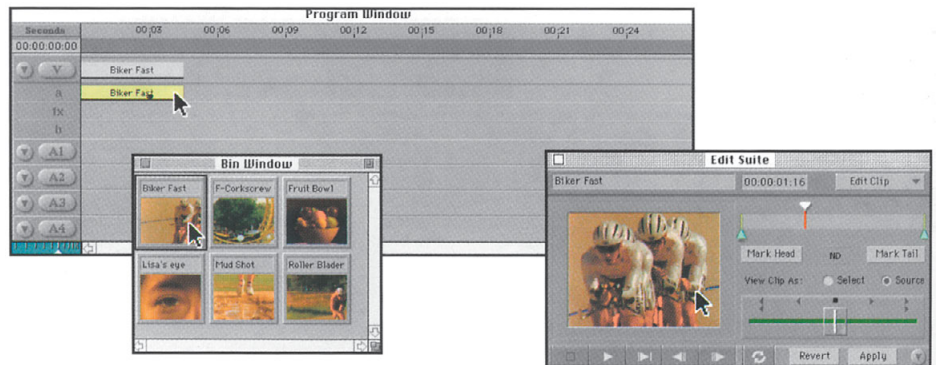 Program Window
Seconds 00;03 00;06 00;09 00;12 00;15 00;18 00;21 00;24
00:00:00:00
V Biker Fast
a Biker Fast
fx
b
A1
A2
A3
A4
Bin Window
Biker Fast F-Corkscrew Fruit Bowl
Lisa's eye Mud Shot Roller Blader
Edit Suite
Biker Fast 00:00:01:16 Edit Clip
Mark Head ND Mark Tail
View Clip As: Select Source
Revert Apply